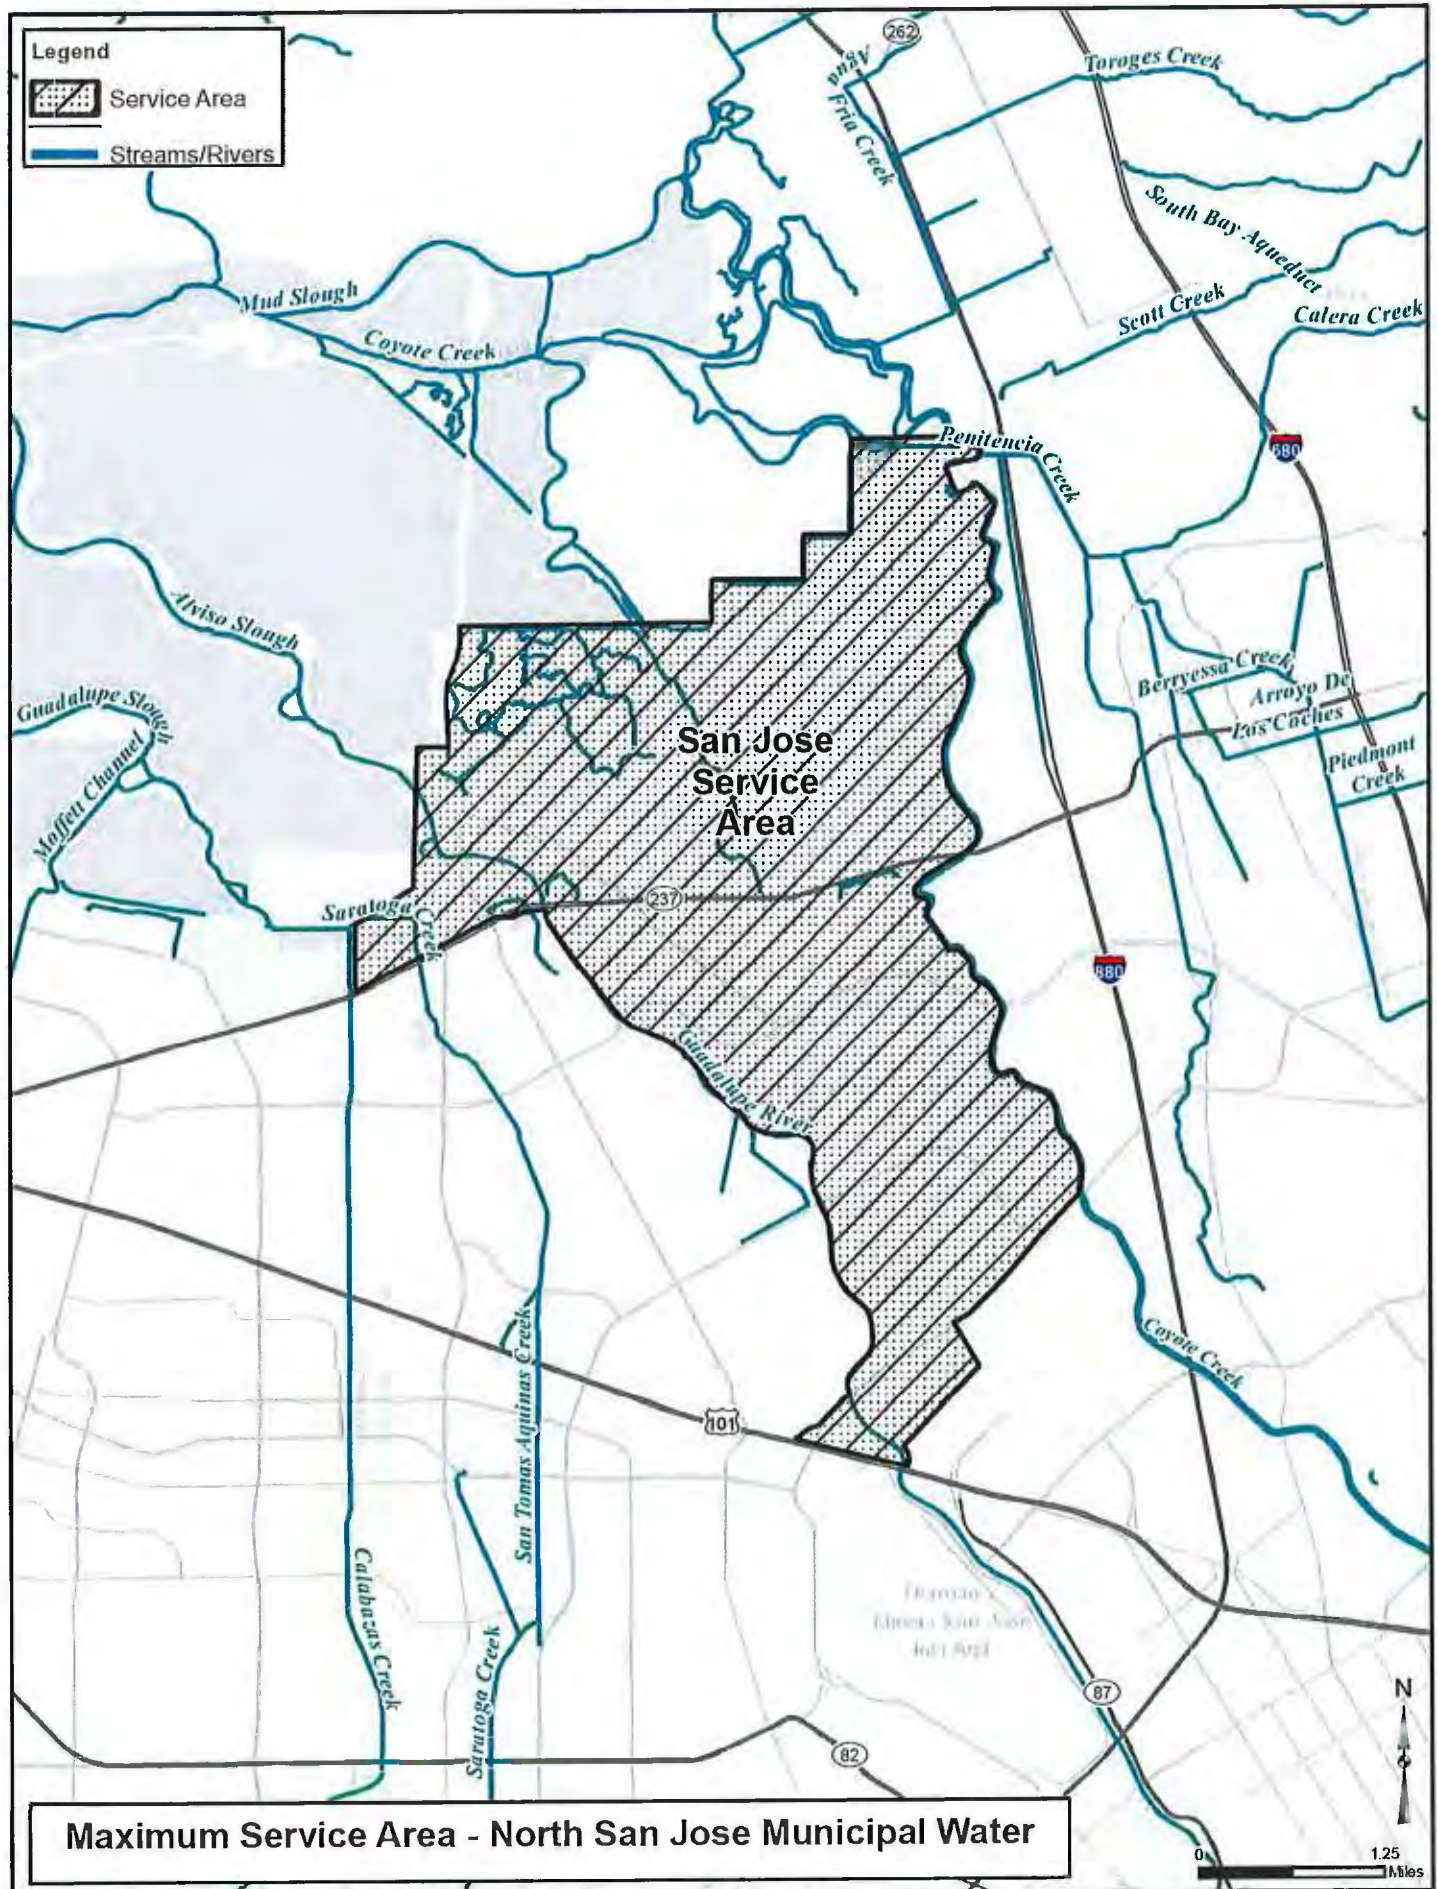 Legend
Service Area
Streams/Rivers
262
Agua
Fria Creek
Toroges Creek
South Bay Aqueduct
Scott Creek
Calera Creek
Mud Slough
Coyote Creek
Penitencia Creek
680
Alviso Slough
Guadalupe Slough
Moffett Channel
Berryessa Creek
Arroyo De
Los Coches
Piedmont
Creek
San Jose
Service
Area
237
Saratoga
Creek
880
Guadalupe River
Coyote Creek
101
San Tomas Aquinas Creek
Calabazas Creek
Saratoga Creek
87
82
N
Maximum Service Area - North San Jose Municipal Water
0 1.25
Miles